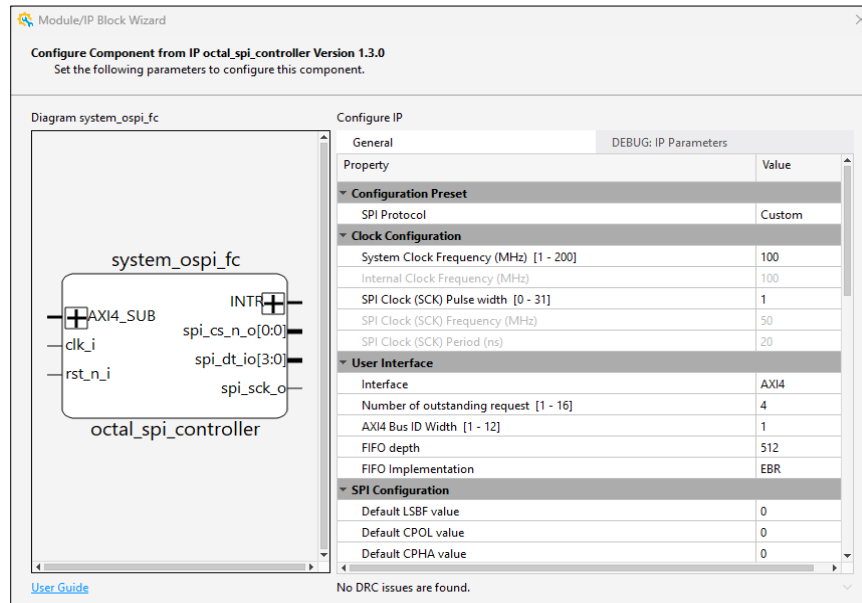 Module/IP Block Wizard
Configure Component from IP octal_spi_controller Version 1.3.0
Set the following parameters to configure this component.
Diagram system_ospi_fc
Configure IP
General
DEBUG: IP Parameters
Property Value
Configuration Preset
SPI Protocol Custom
Clock Configuration
System Clock Frequency (MHz) [1 - 200] 100
Internal Clock Frequency (MHz) 100
SPI Clock (SCK) Pulse width [0 - 31] 1
SPI Clock (SCK) Frequency (MHz) 50
SPI Clock (SCK) Period (ns) 20
User Interface
Interface AXI4
Number of outstanding request [1 - 16] 4
AXI4 Bus ID Width [1 - 12] 1
FIFO depth 512
FIFO Implementation EBR
SPI Configuration
Default LSBF value 0
Default CPOL value 0
Default CPHA value 0
system_ospi_fc
AXI4_SUB
clk_i
rst_n_i
INTR
spi_cs_n_o[0:0]
spi_dt_io[3:0]
spi_sck_o
octal_spi_controller
User Guide
No DRC issues are found.